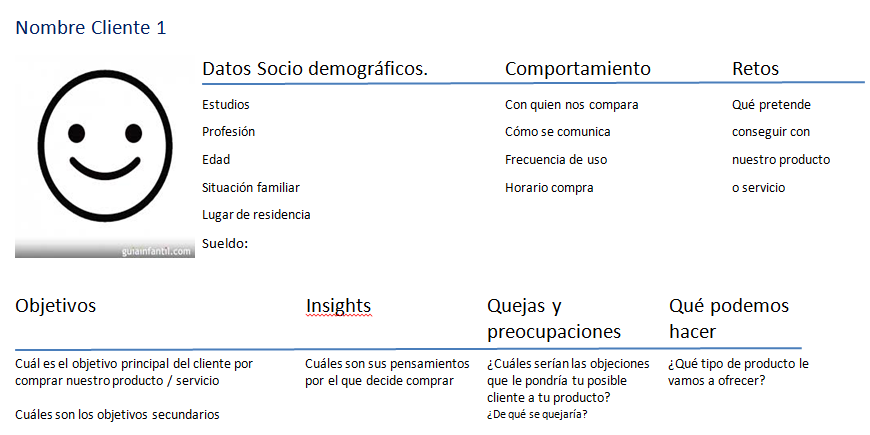 Nombre Cliente 1
Datos Socio demográficos.
Estudios
Profesión
Edad
Situación familiar
Lugar de residencia
Sueldo:
Comportamiento
Con quien nos compara
Cómo se comunica
Frecuencia de uso
Horario compra
Retos
Qué pretende
conseguir con
nuestro producto
o servicio
guiainfantil.com
Objetivos
Cuál es el objetivo principal del cliente por
comprar nuestro producto / servicio
Cuáles son los objetivos secundarios
Insights
Cuáles son sus pensamientos
por el que decide comprar
Quejas y
preocupaciones
¿Cuáles serían las objeciones
que le pondría tu posible
cliente a tu producto?
¿De qué se quejaría?
Qué podemos
hacer
¿Qué tipo de producto le
vamos a ofrecer?